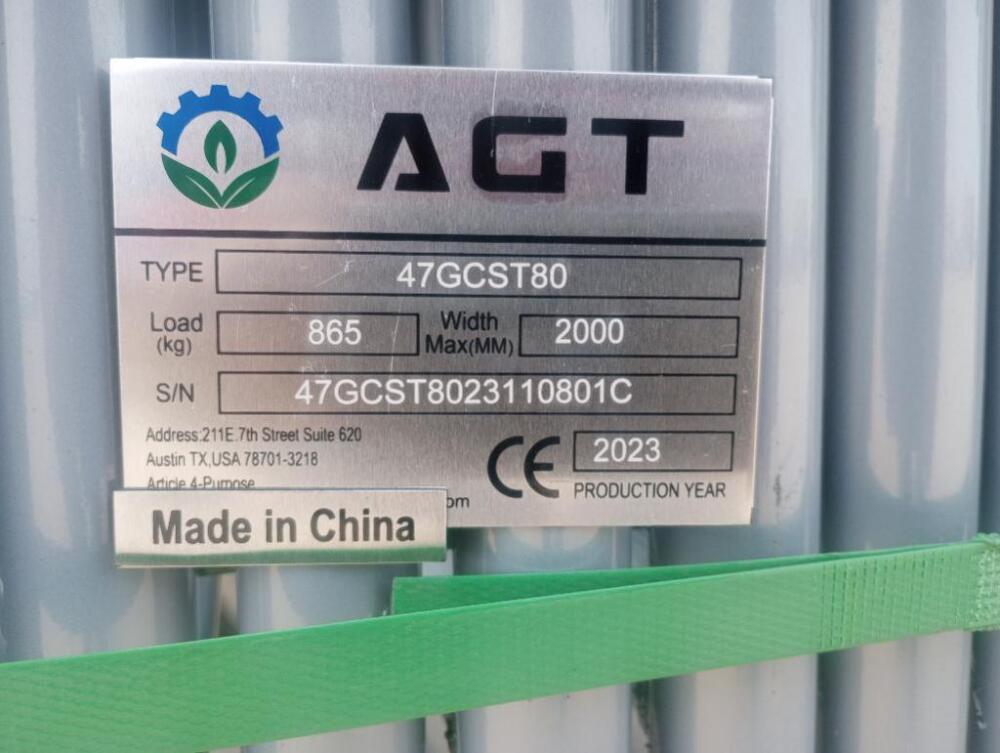 AGT
TYPE 47GCST80
Load (kg) 865 Width Max(MM) 2000
S/N 47GCST8023110801C
Address:211E.7th Street Suite 620
Austin TX,USA 78701-3218
CE 2023
PRODUCTION YEAR
Article 4-Purpose
om
Made in China